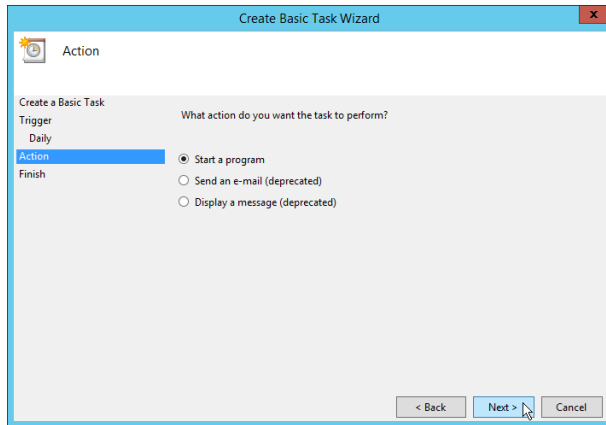 Create Basic Task Wizard
x
Action
Create a Basic Task
Trigger
Daily
Action
Finish
What action do you want the task to perform?
Start a program
Send an e-mail (deprecated)
Display a message (deprecated)
< Back
Next >
Cancel